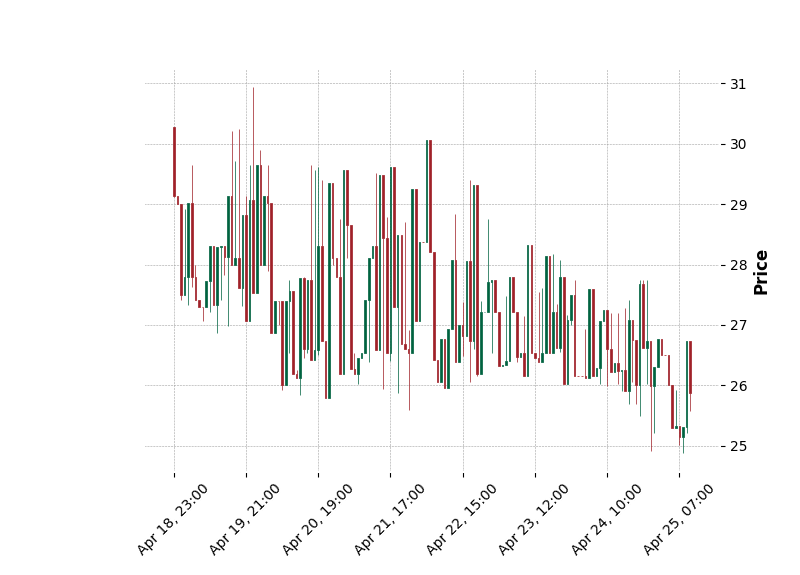 31
30
29
28
27
26
25
Price
Apr 18, 23:00
Apr 19, 21:00
Apr 20, 19:00
Apr 21, 17:00
Apr 22, 15:00
Apr 23, 12:00
Apr 24, 10:00
Apr 25, 07:00